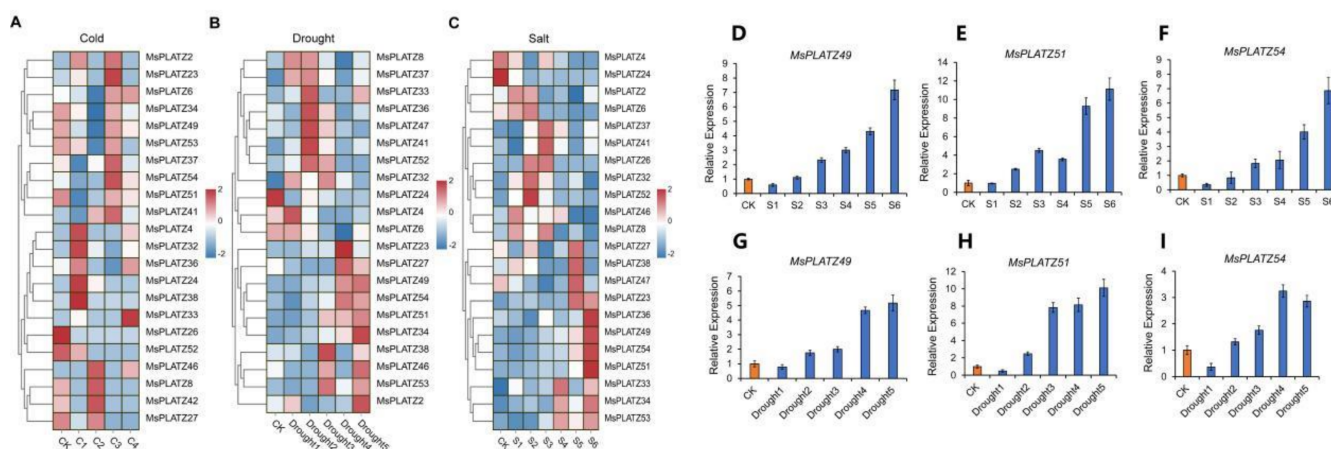 A
Cold
MsPLATZ2
MsPLATZ23
MsPLATZ6
MsPLATZ34
MsPLATZ49
MsPLATZ53
MsPLATZ37
MsPLATZ54
MsPLATZ51
MsPLATZ41
MsPLATZ4
MsPLATZ32
MsPLATZ36
MsPLATZ24
MsPLATZ38
MsPLATZ33
MsPLATZ26
MsPLATZ52
MsPLATZ46
MsPLATZ8
MsPLATZ42
MsPLATZ27
CK C1 C2 C3 C4
2
0
-2
B
Drought
MsPLATZ8
MsPLATZ37
MsPLATZ33
MsPLATZ36
MsPLATZ47
MsPLATZ41
MsPLATZ52
MsPLATZ32
MsPLATZ24
MsPLATZ4
MsPLATZ6
MsPLATZ23
MsPLATZ27
MsPLATZ49
MsPLATZ54
MsPLATZ51
MsPLATZ34
MsPLATZ38
MsPLATZ46
MsPLATZ53
MsPLATZ2
CK Drought1 Drought2 Drought3 Drought4 Drought5
2
0
-2
C
Salt
MsPLATZ4
MsPLATZ24
MsPLATZ2
MsPLATZ6
MsPLATZ37
MsPLATZ41
MsPLATZ26
MsPLATZ52
MsPLATZ46
MsPLATZ8
MsPLATZ27
MsPLATZ38
MsPLATZ47
MsPLATZ23
MsPLATZ36
MsPLATZ49
MsPLATZ54
MsPLATZ51
MsPLATZ33
MsPLATZ34
MsPLATZ53
CK S1 S2 S3 S4 S5 S6
2
0
-2
D
MsPLATZ49
Relative Expression
9
8
7
6
5
4
3
2
1
0
CK S1 S2 S3 S4 S5 S6
E
MsPLATZ51
Relative Expression
14
12
10
8
6
4
2
0
CK S1 S2 S3 S4 S5 S6
F
MsPLATZ54
Relative Expression
9
8
7
6
5
4
3
2
1
0
CK S1 S2 S3 S4 S5 S6
G
MsPLATZ49
Relative Expression
7
6
5
4
3
2
1
0
CK Drought1 Drought2 Drought3 Drought4 Drought5
H
MsPLATZ51
Relative Expression
12
10
8
6
4
2
0
CK Drought1 Drought2 Drought3 Drought4 Drought5
I
MsPLATZ54
Relative Expression
4
3
2
1
0
CK Drought1 Drought2 Drought3 Drought4 Drought5